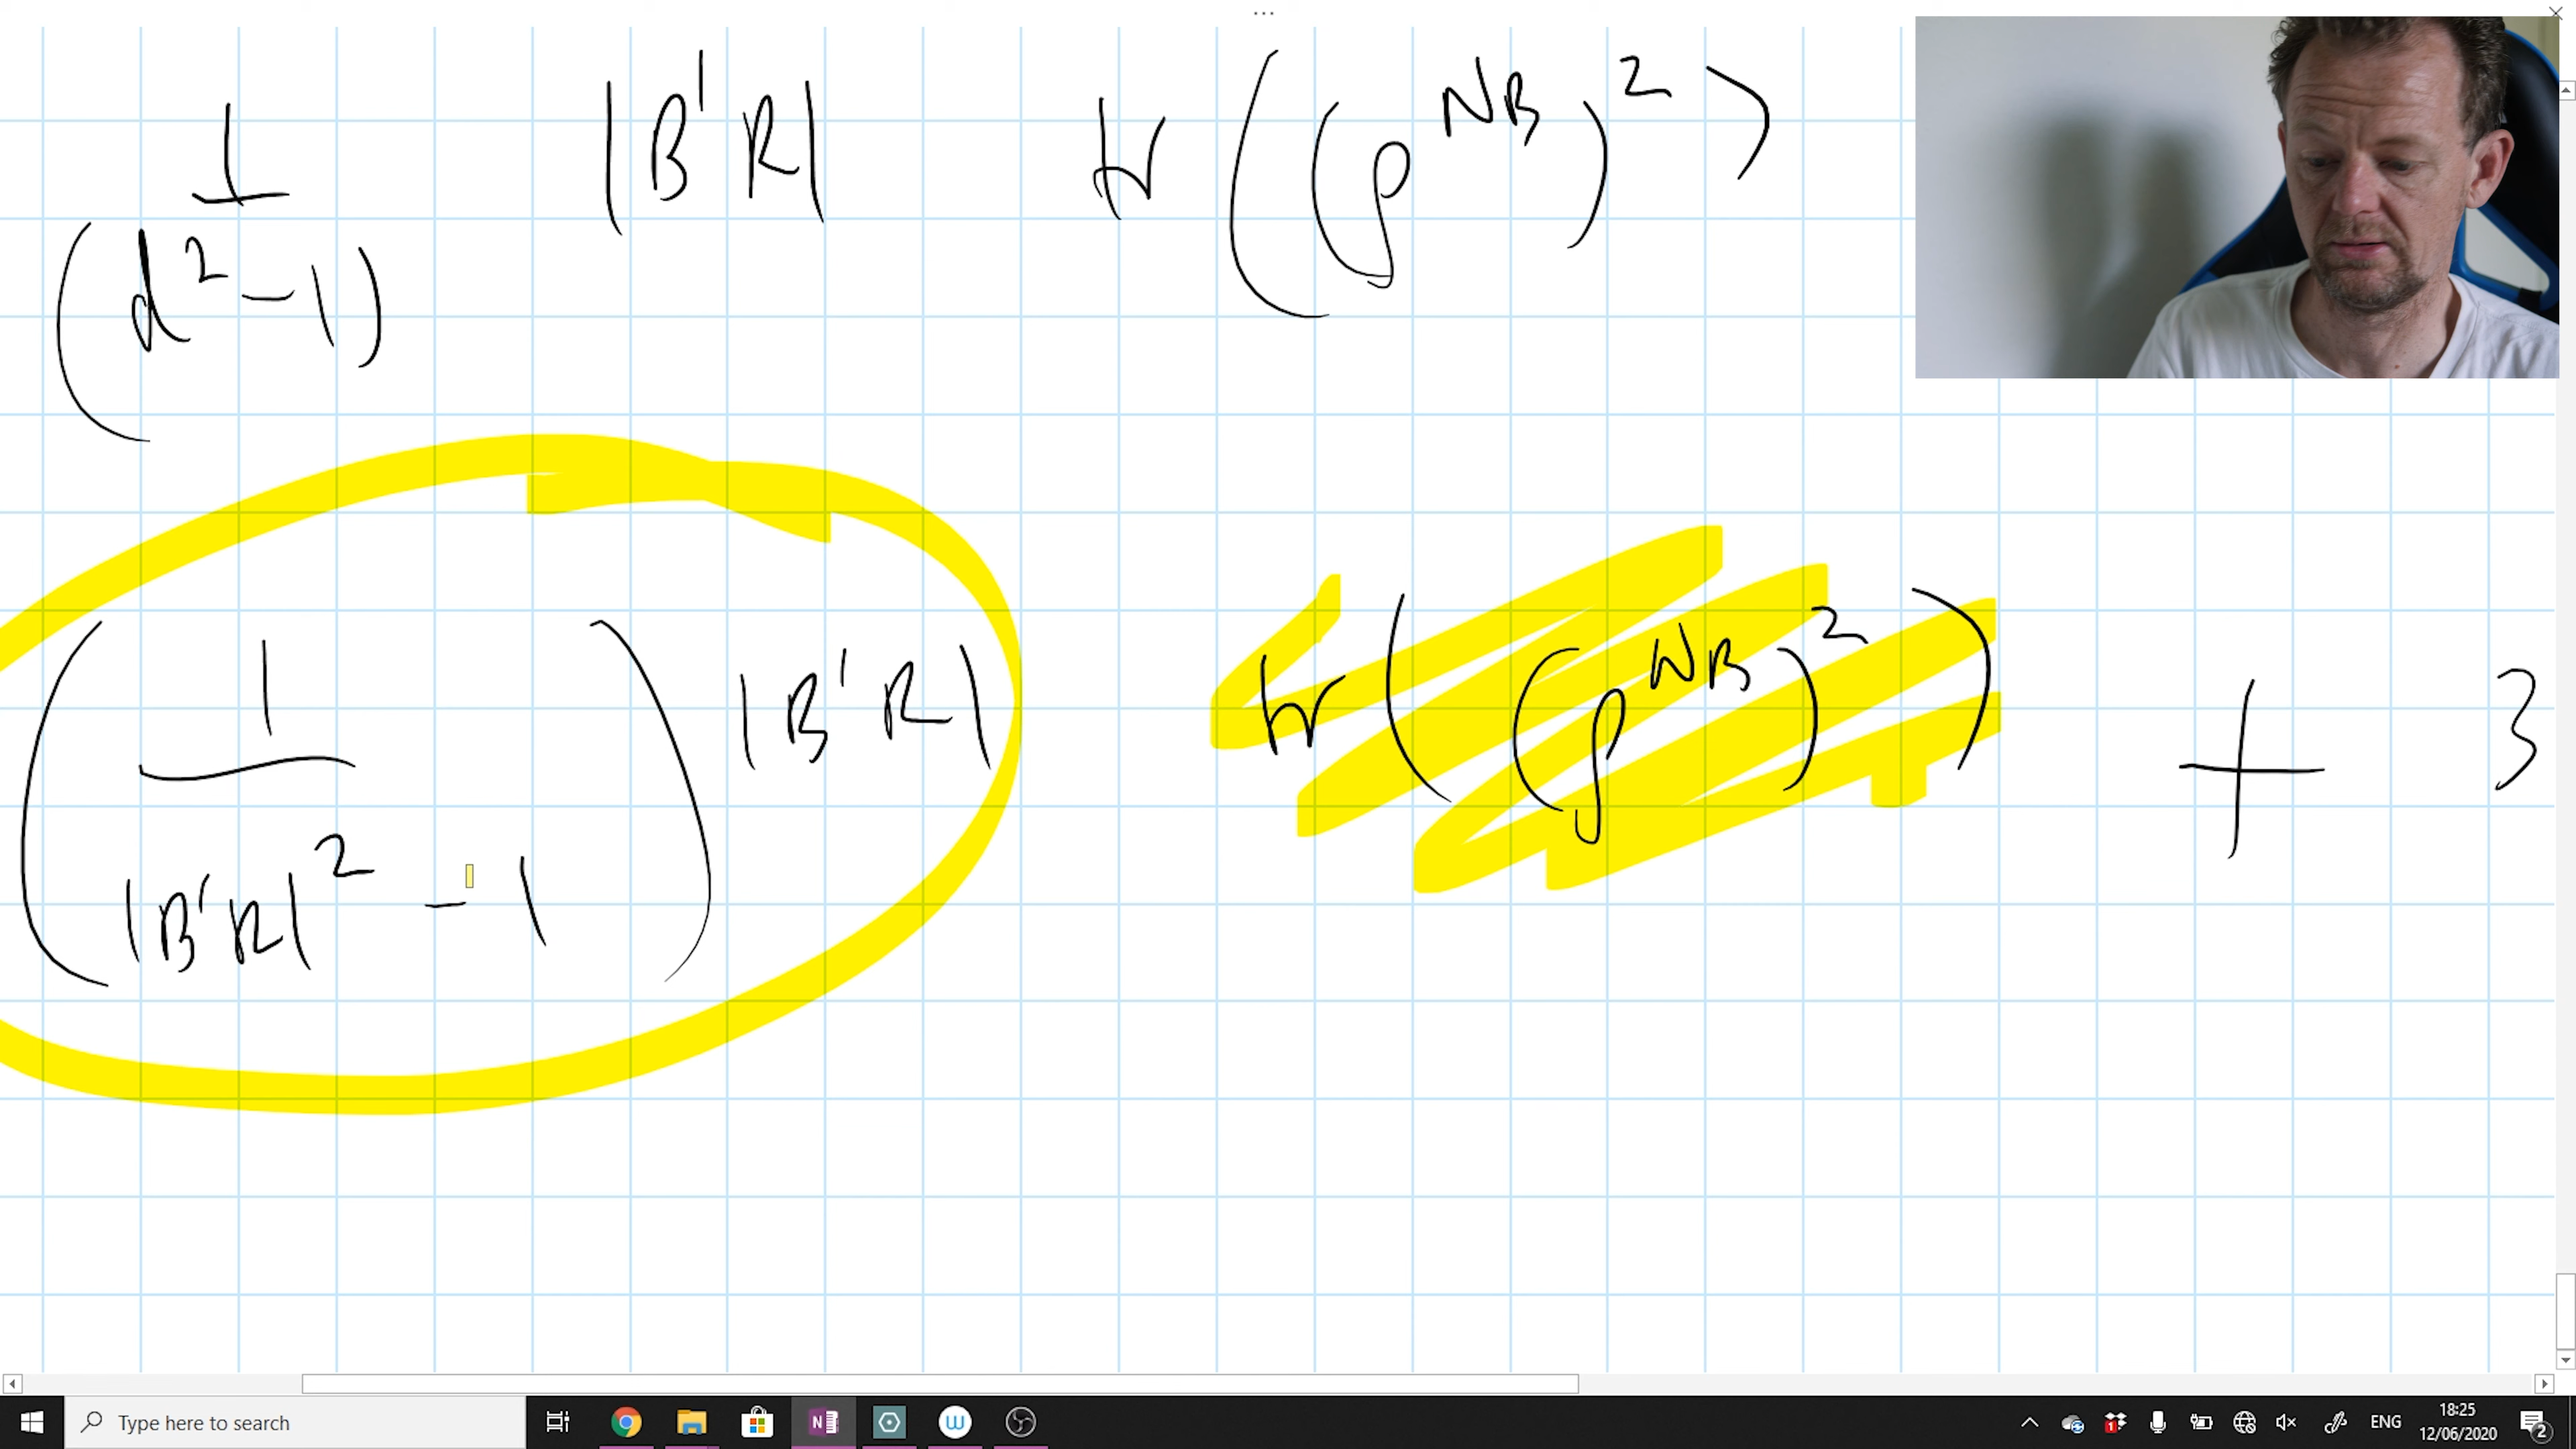 1/(d²-1) |B'R| tr((ρ^{NB})²)
(1/(|B'R|²-1)) |B'R| tr((ρ^{NB})²) + 3
Type here to search
ENG
18:25
12/06/2020
2